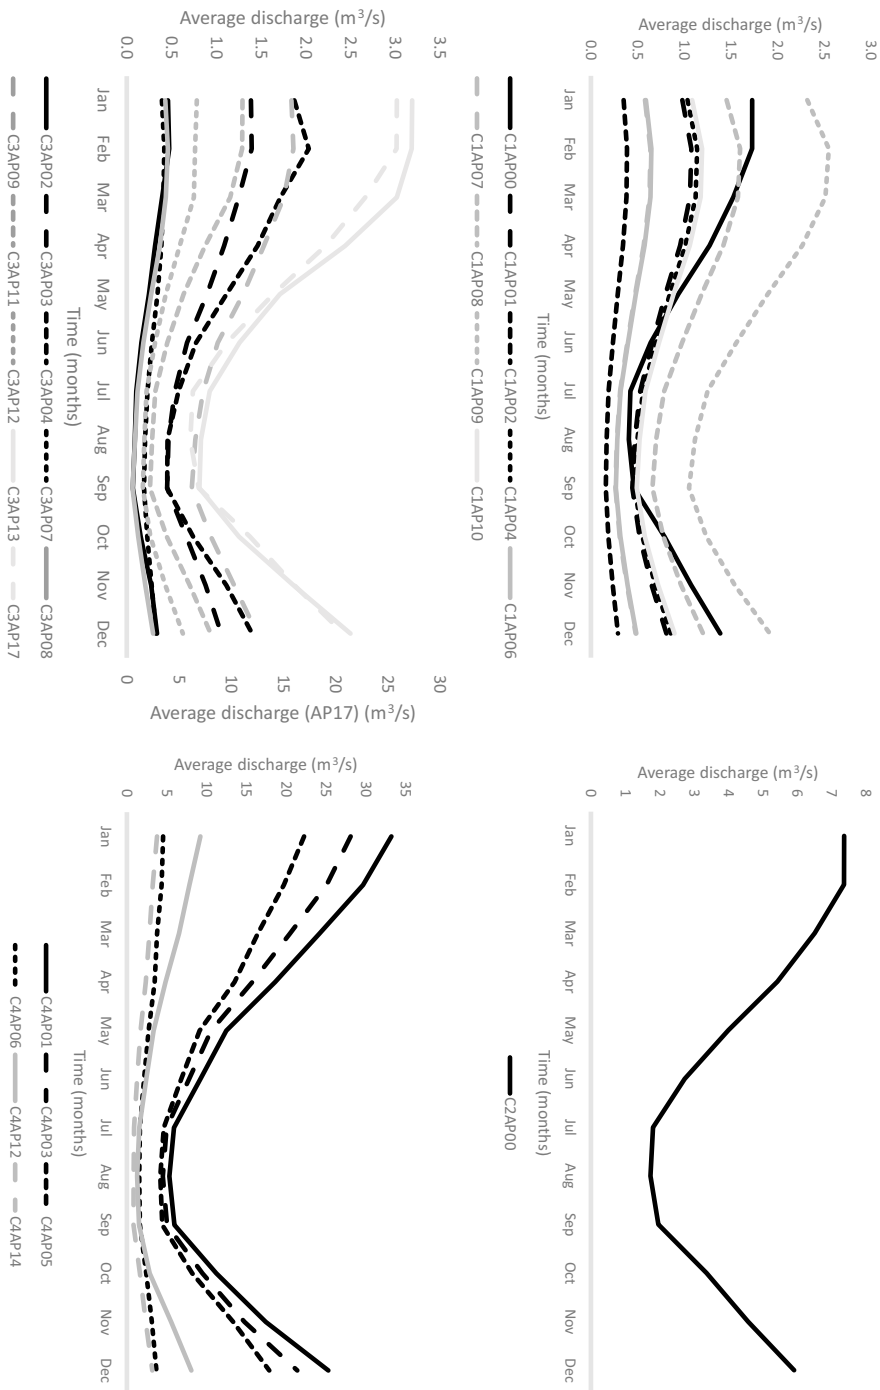 Average discharge (m³/s)
3.0
2.5
2.0
1.5
1.0
0.5
0.0
Jan Feb Mar Apr May Jun Jul Aug Sep Oct Nov Dec
Time (months)
C1AP00 C1AP01 C1AP02 C1AP04 C1AP06
C1AP07 C1AP08 C1AP09 C1AP10
Average discharge (m³/s)
8
7
6
5
4
3
2
1
0
Jan Feb Mar Apr May Jun Jul Aug Sep Oct Nov Dec
Time (months)
C2AP00
Average discharge (m³/s)
3.5
3.0
2.5
2.0
1.5
1.0
0.5
0.0
Jan Feb Mar Apr May Jun Jul Aug Sep Oct Nov Dec
30
25
20
15
10
5
0
Average discharge (AP17) (m³/s)
Time (months)
C3AP02 C3AP03 C3AP04 C3AP07 C3AP08
C3AP09 C3AP11 C3AP12 C3AP13 C3AP17
Average discharge (m³/s)
35
30
25
20
15
10
5
0
Jan Feb Mar Apr May Jun Jul Aug Sep Oct Nov Dec
Time (months)
C4AP01 C4AP03 C4AP05
C4AP06 C4AP12 C4AP14